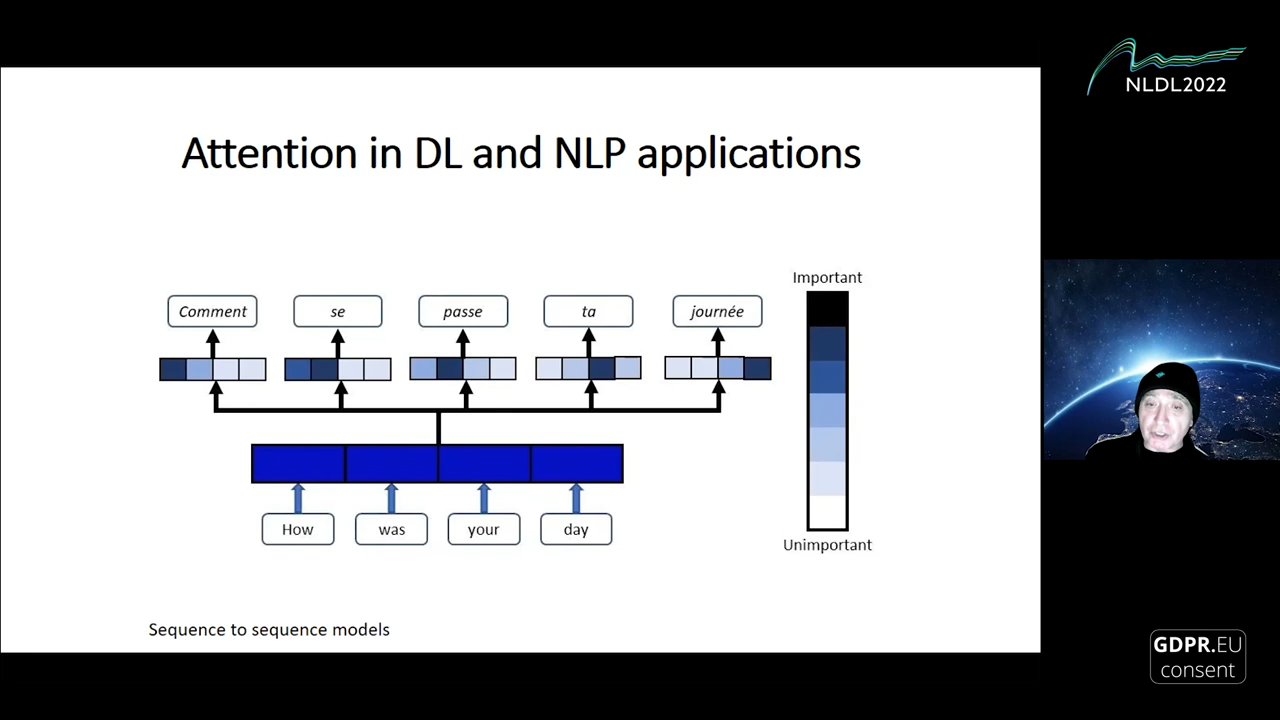 NLDL2022
Attention in DL and NLP applications
Important
Comment se passe ta journée
How was your day
Unimportant
Sequence to sequence models
GDPR.EU
consent